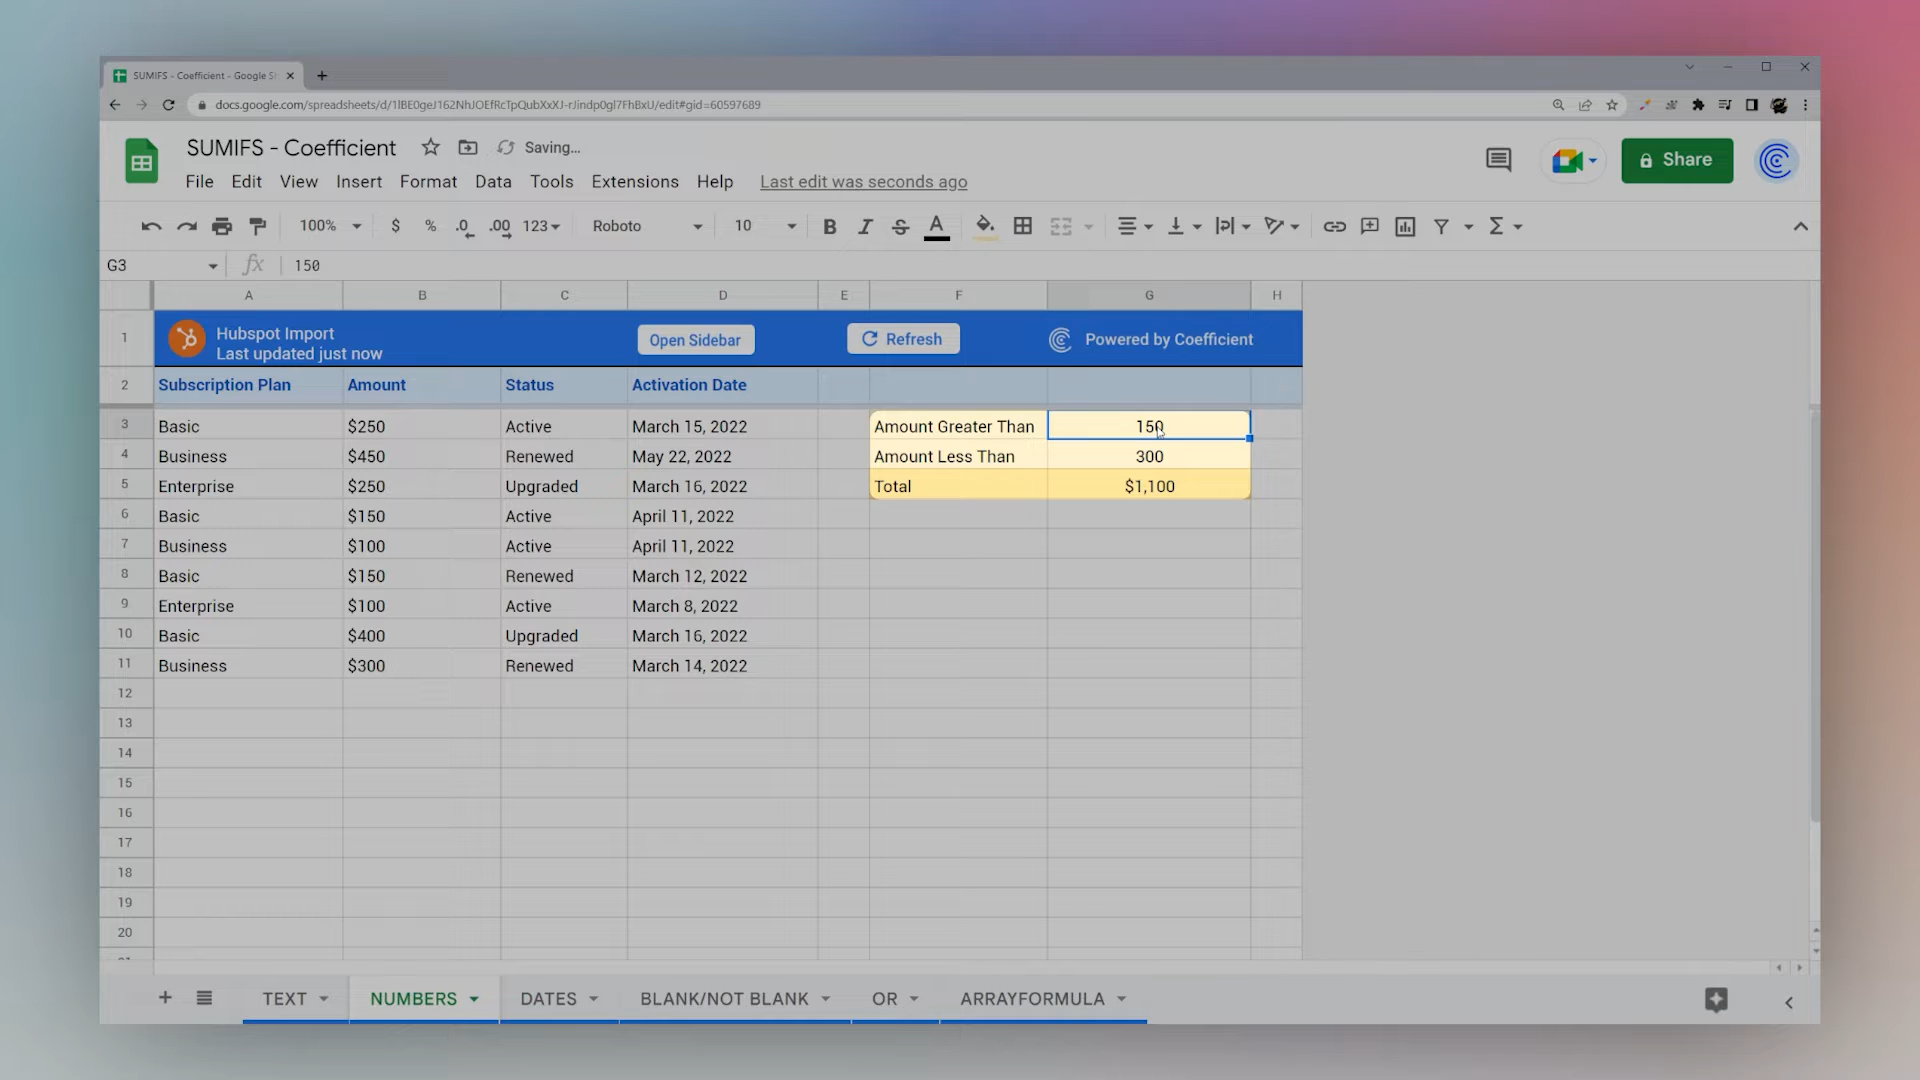 SUMIFS - Coefficient - Google S
docs.google.com/spreadsheets/d/1lBE0geJ162NhJOEfRcTpQubXxXJ-rJindp0gl7FhBxU/edit#gid=60597689
SUMIFS - Coefficient
Saving...
Share
File Edit View Insert Format Data Tools Extensions Help Last edit was seconds ago
100% $ % .0 .00 123 Roboto 10 B I S A
G3 fx 150
A B C D E F G H
1 Hubspot Import Open Sidebar Refresh Powered by Coefficient
Last updated just now
2 Subscription Plan Amount Status Activation Date
3 Basic $250 Active March 15, 2022 Amount Greater Than 150
4 Business $450 Renewed May 22, 2022 Amount Less Than 300
5 Enterprise $250 Upgraded March 16, 2022 Total $1,100
6 Basic $150 Active April 11, 2022
7 Business $100 Active April 11, 2022
8 Basic $150 Renewed March 12, 2022
9 Enterprise $100 Active March 8, 2022
10 Basic $400 Upgraded March 16, 2022
11 Business $300 Renewed March 14, 2022
12
13
14
15
16
17
18
19
20
TEXT NUMBERS DATES BLANK/NOT BLANK OR ARRAYFORMULA